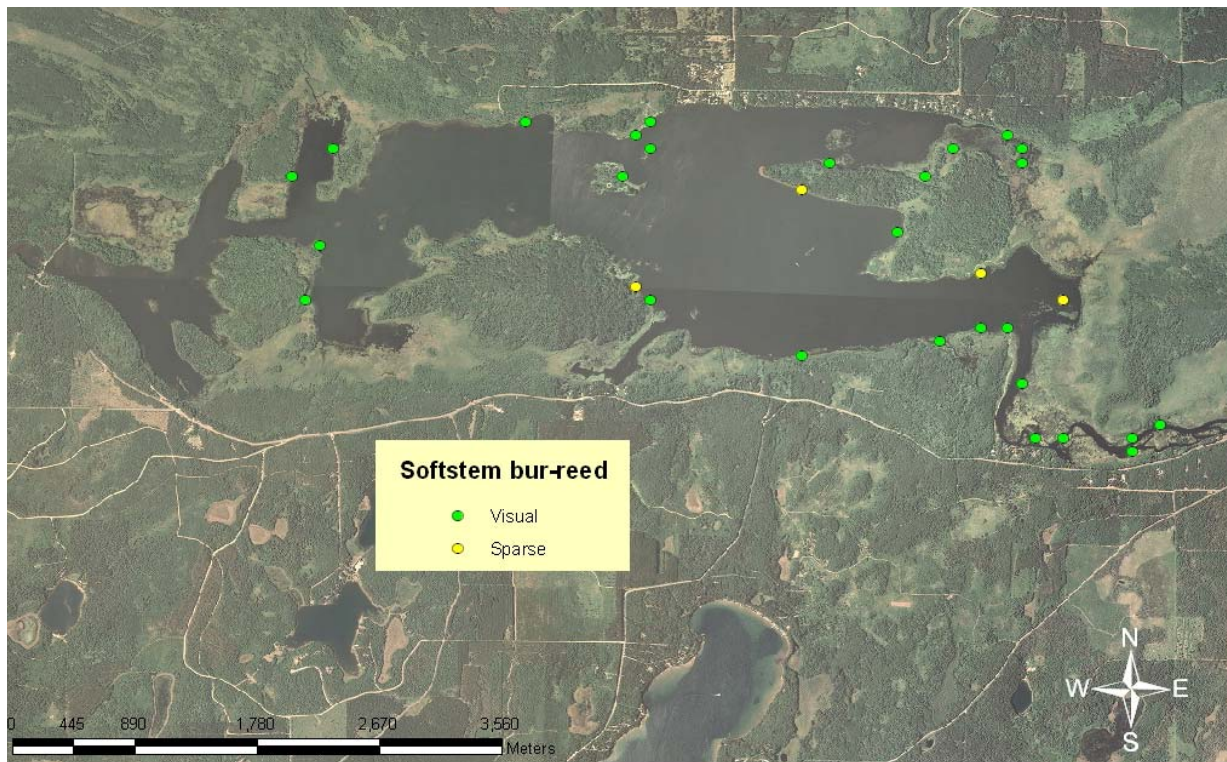 Softstem bur-reed
Visual
Sparse
N
W E
S
0 445 890 1,780 2,670 3,560
Meters